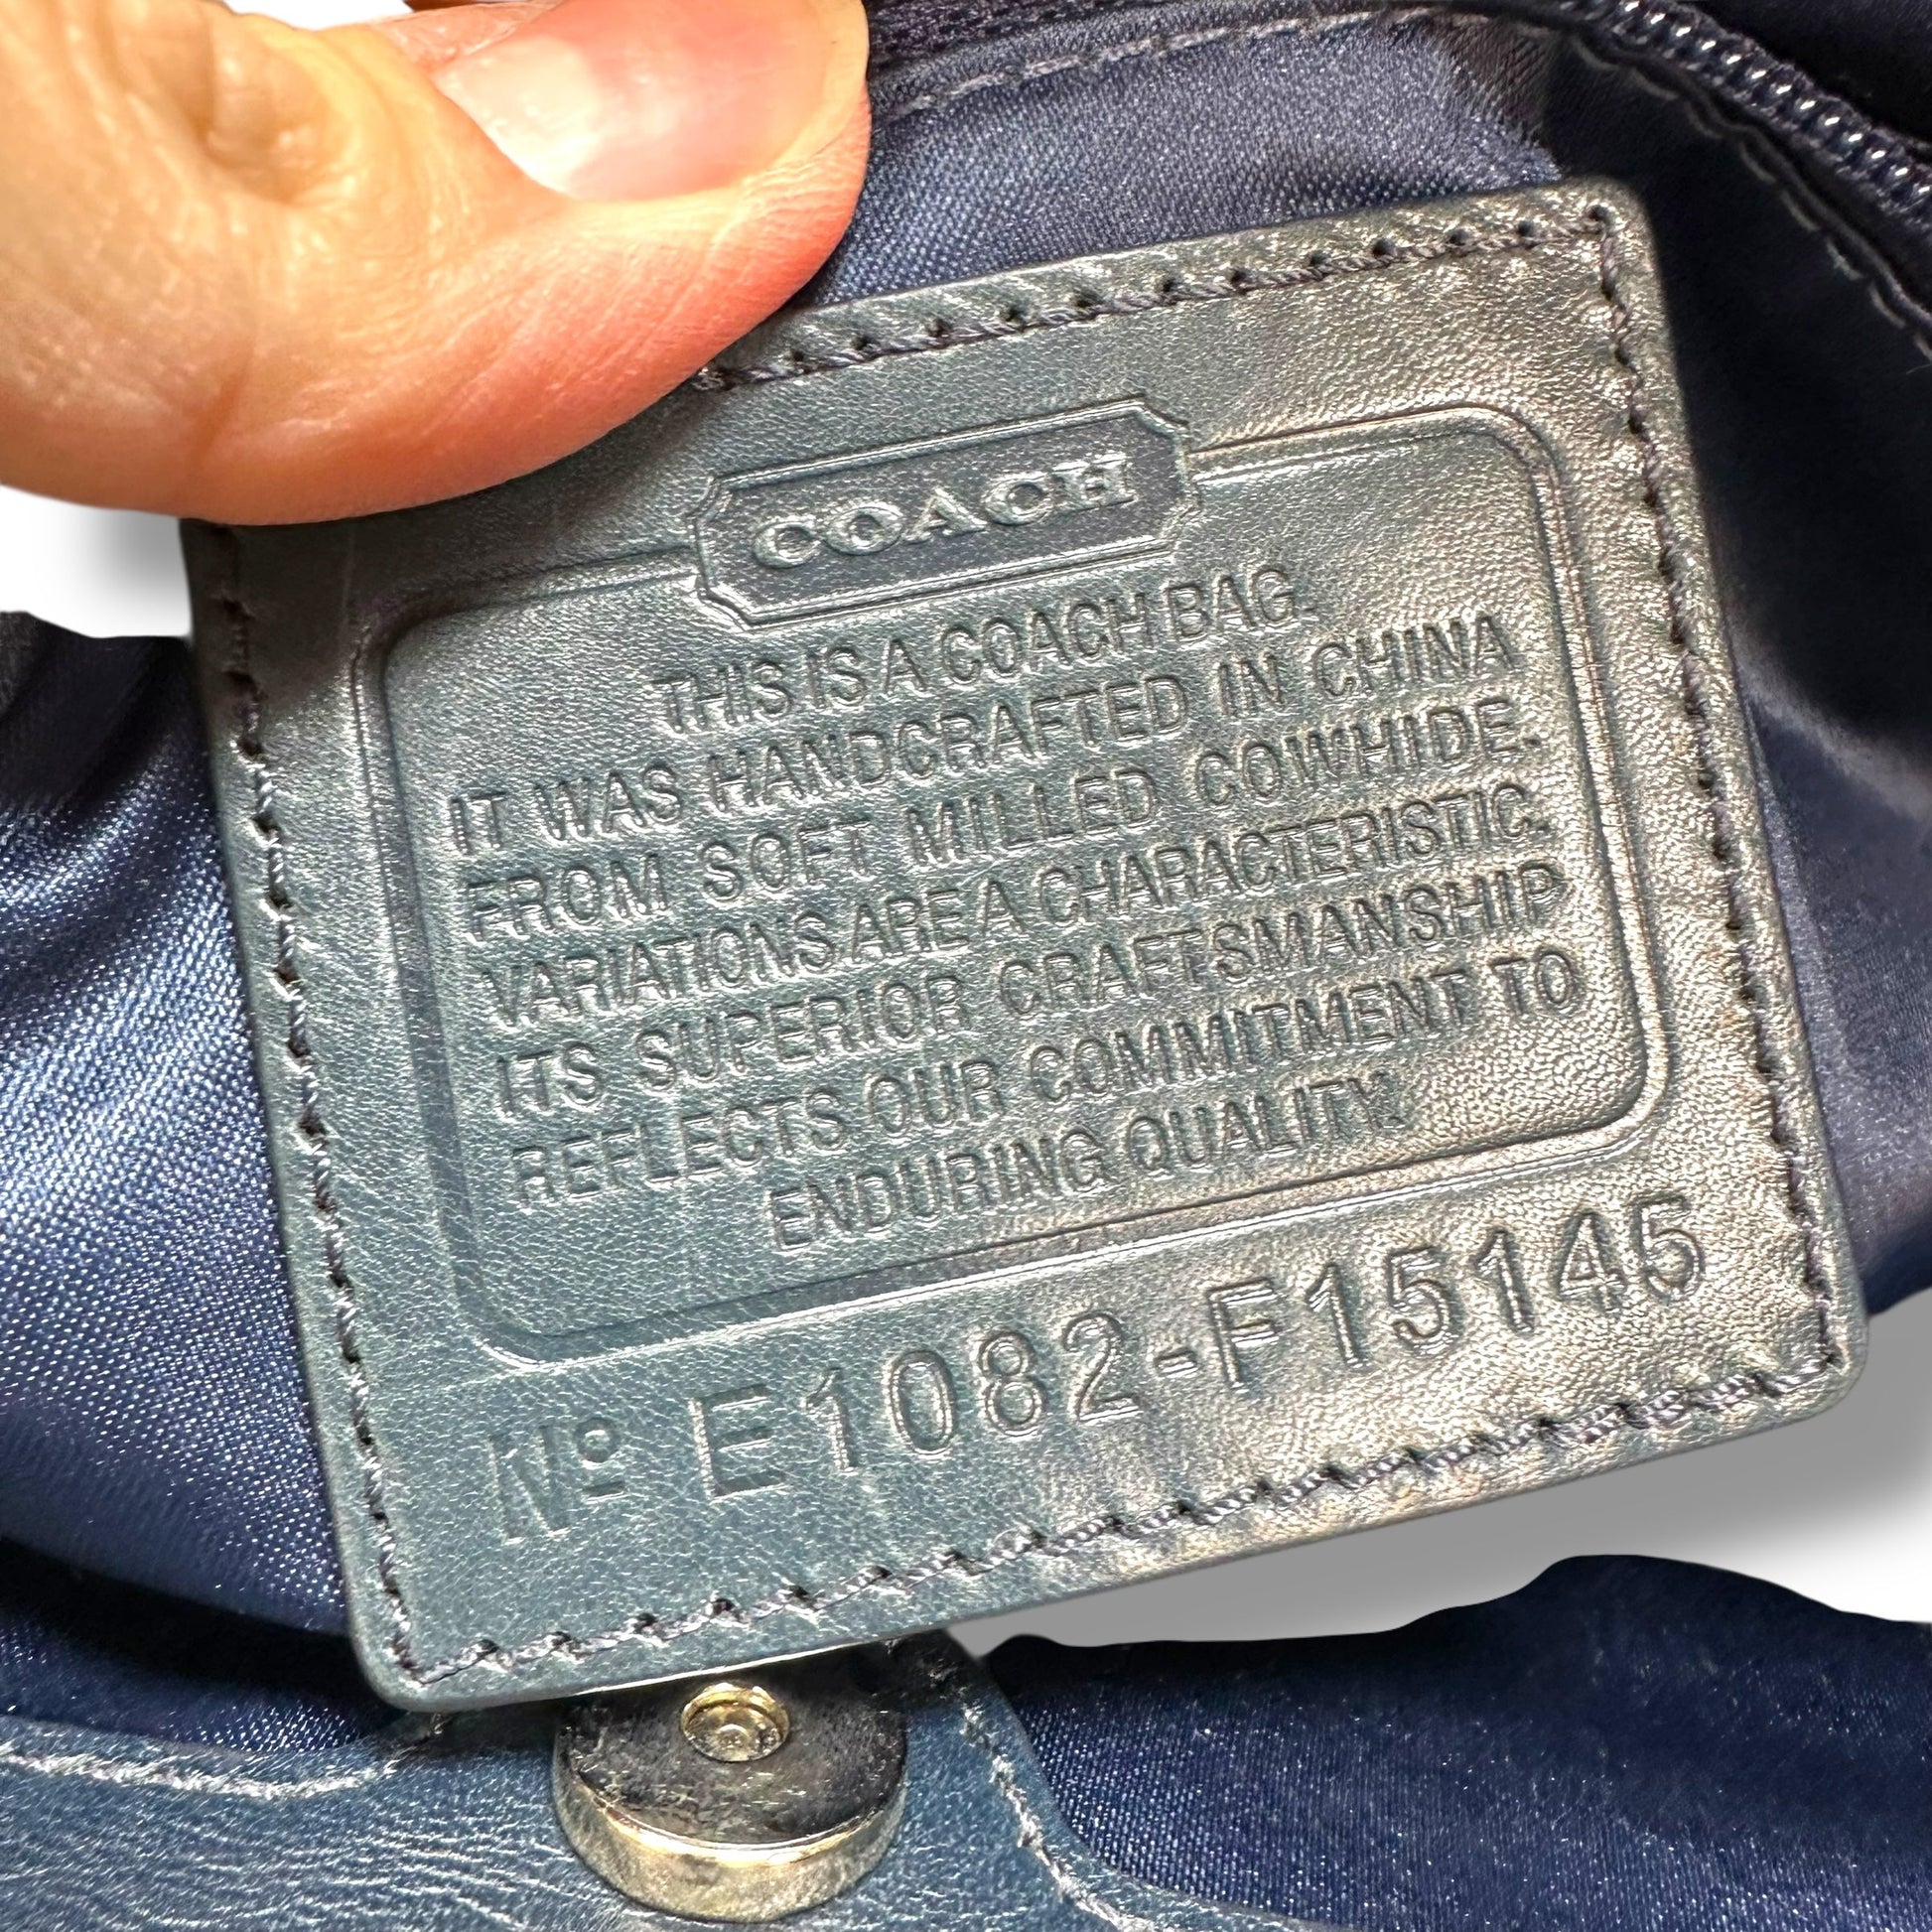 COACH
THIS IS A COACH BAG.
IT WAS HANDCRAFTED IN CHINA
FROM SOFT MILLED COWHIDE.
VARIATIONS ARE A CHARACTERISTIC.
ITS SUPERIOR CRAFTSMANSHIP
REFLECTS OUR COMMITMENT TO
ENDURING QUALITY.
Nº E1082-F15145